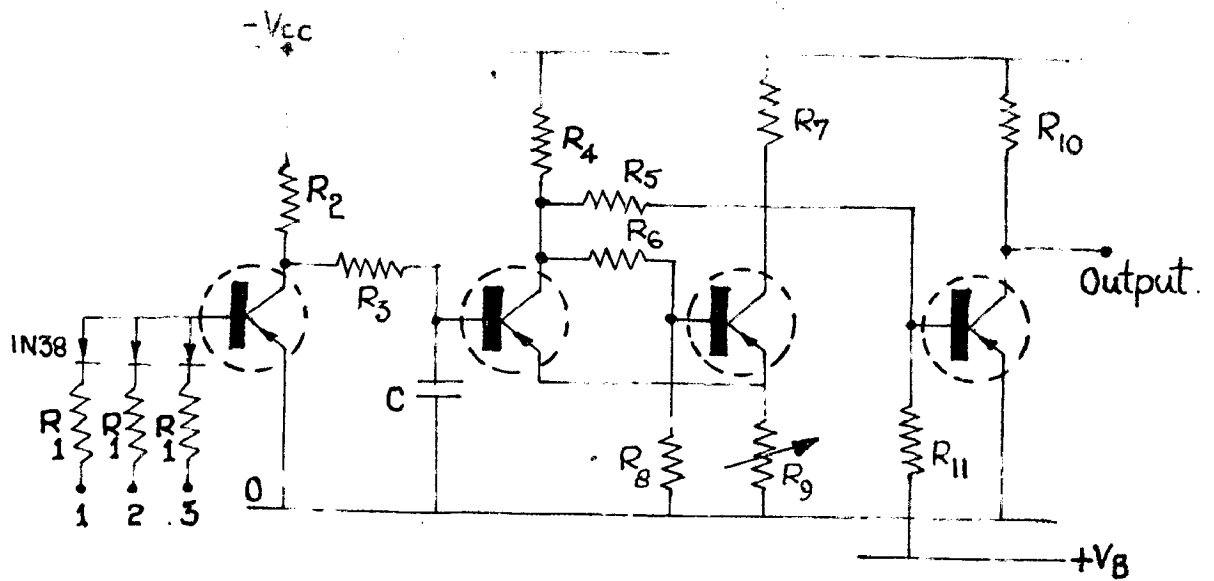 -Vcc
R2
R4
R5
R6
R7
R10
R3
Output.
1N38
R1
R1
R1
C
R8
R9
R11
0
1 2 .3
+VB